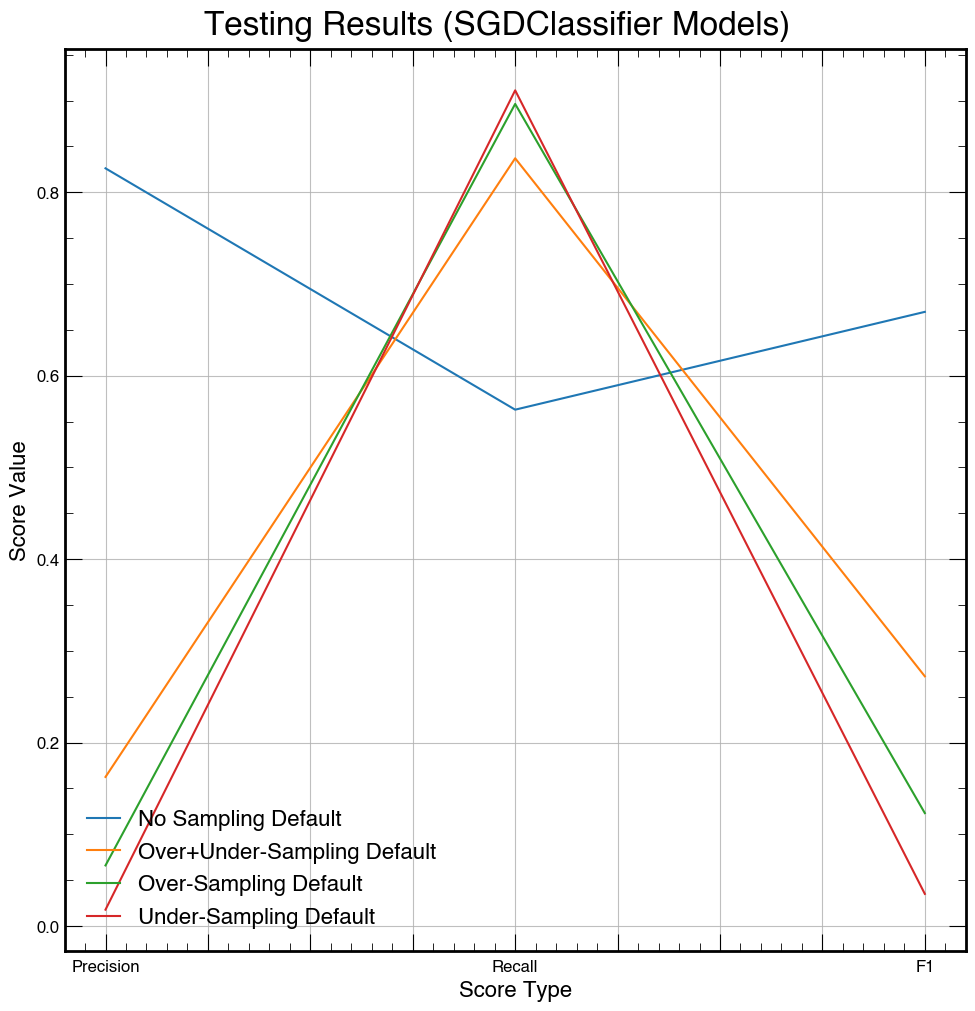 Testing Results (SGDClassifier Models)
0.8
0.6
0.4
0.2
0.0
Score Value
No Sampling Default
Over+Under-Sampling Default
Over-Sampling Default
Under-Sampling Default
Precision Recall F1
Score Type